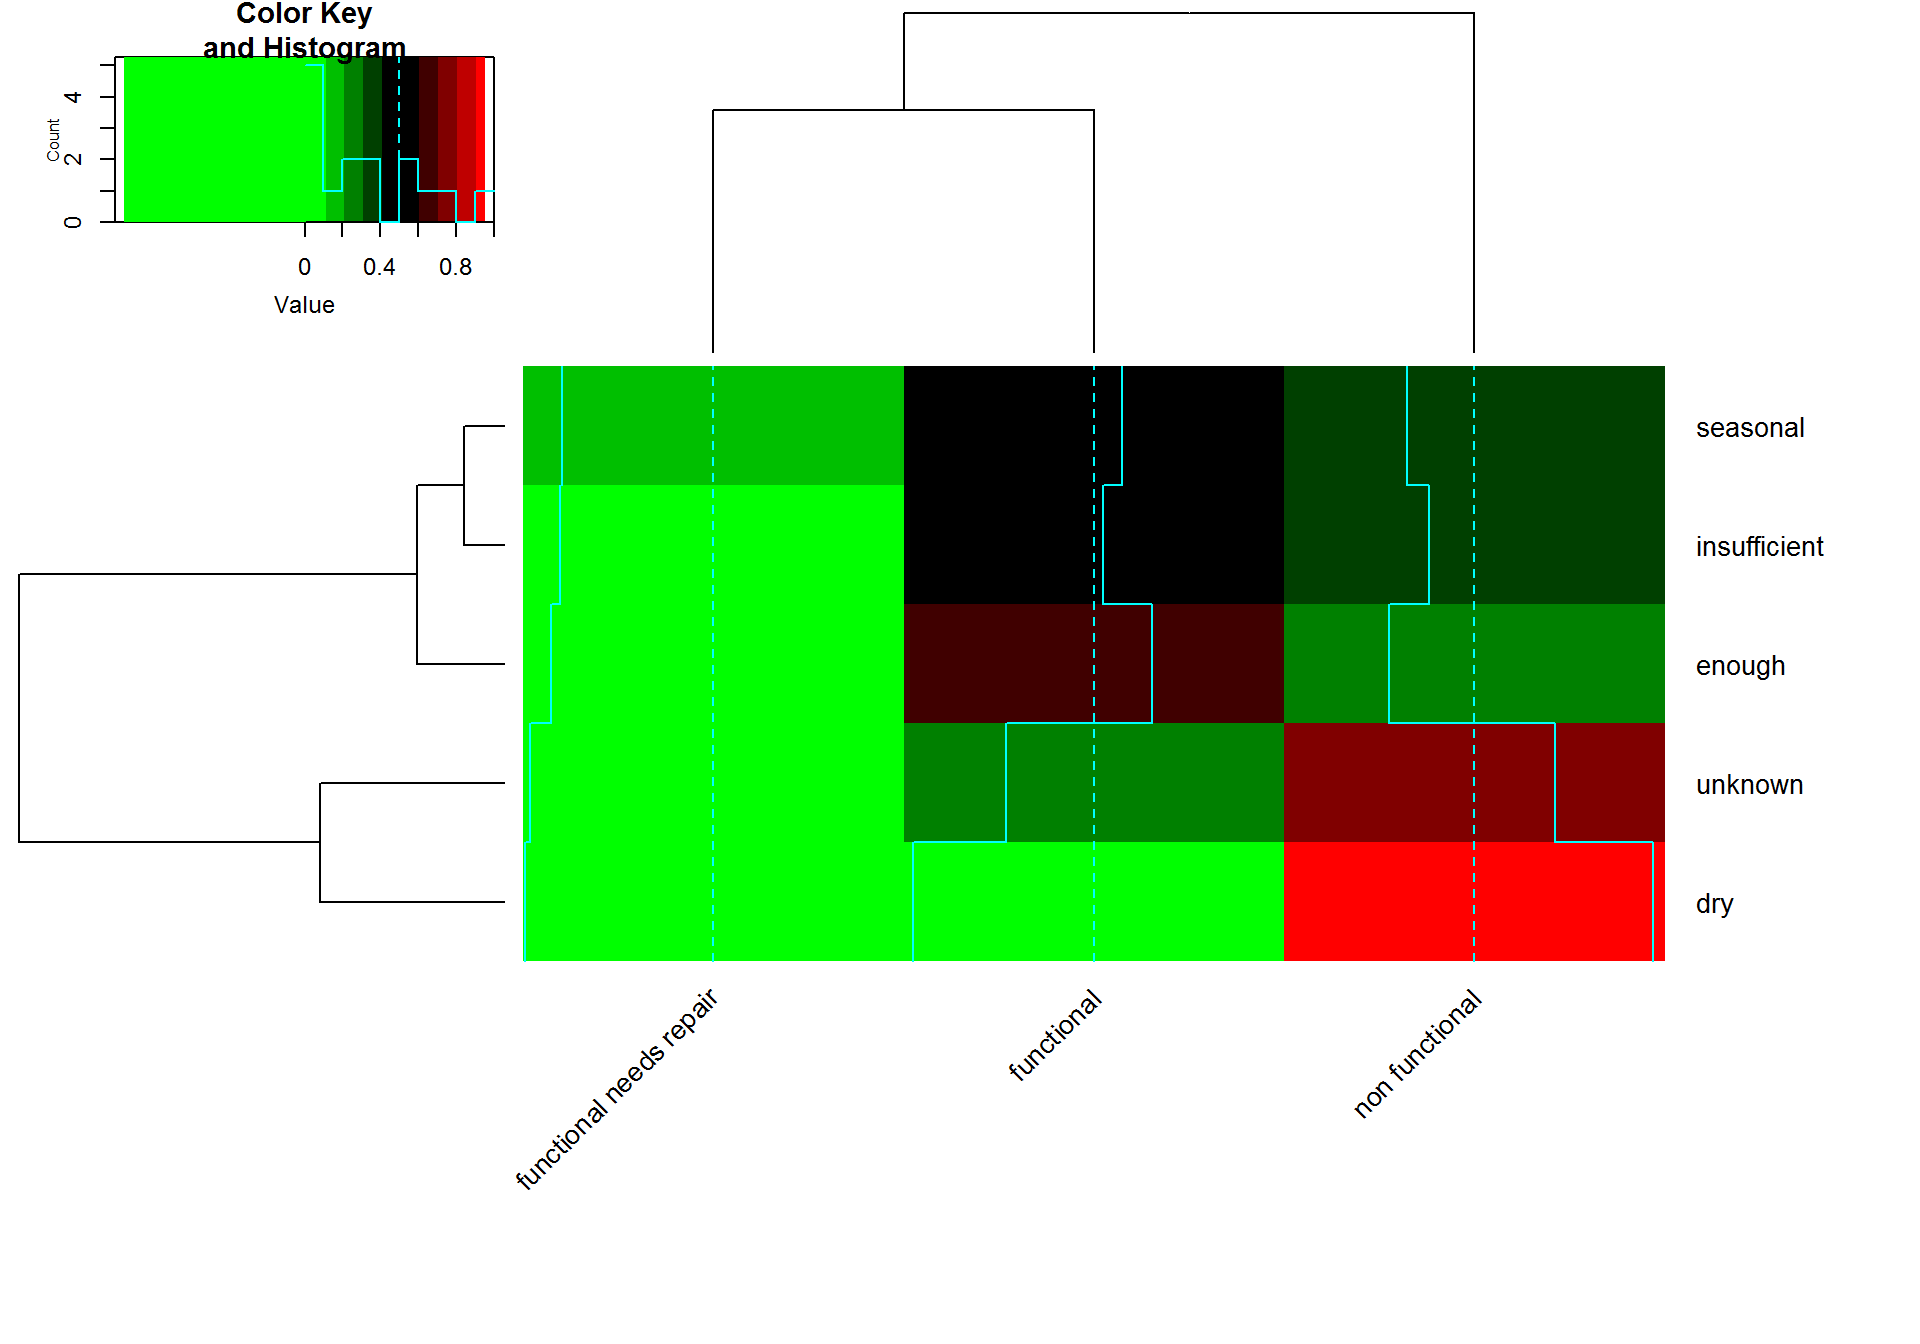 Color Key
and Histogram
Count
0 2 4
0 0.4 0.8
Value
seasonal
insufficient
enough
unknown
dry
functional needs repair
functional
non functional